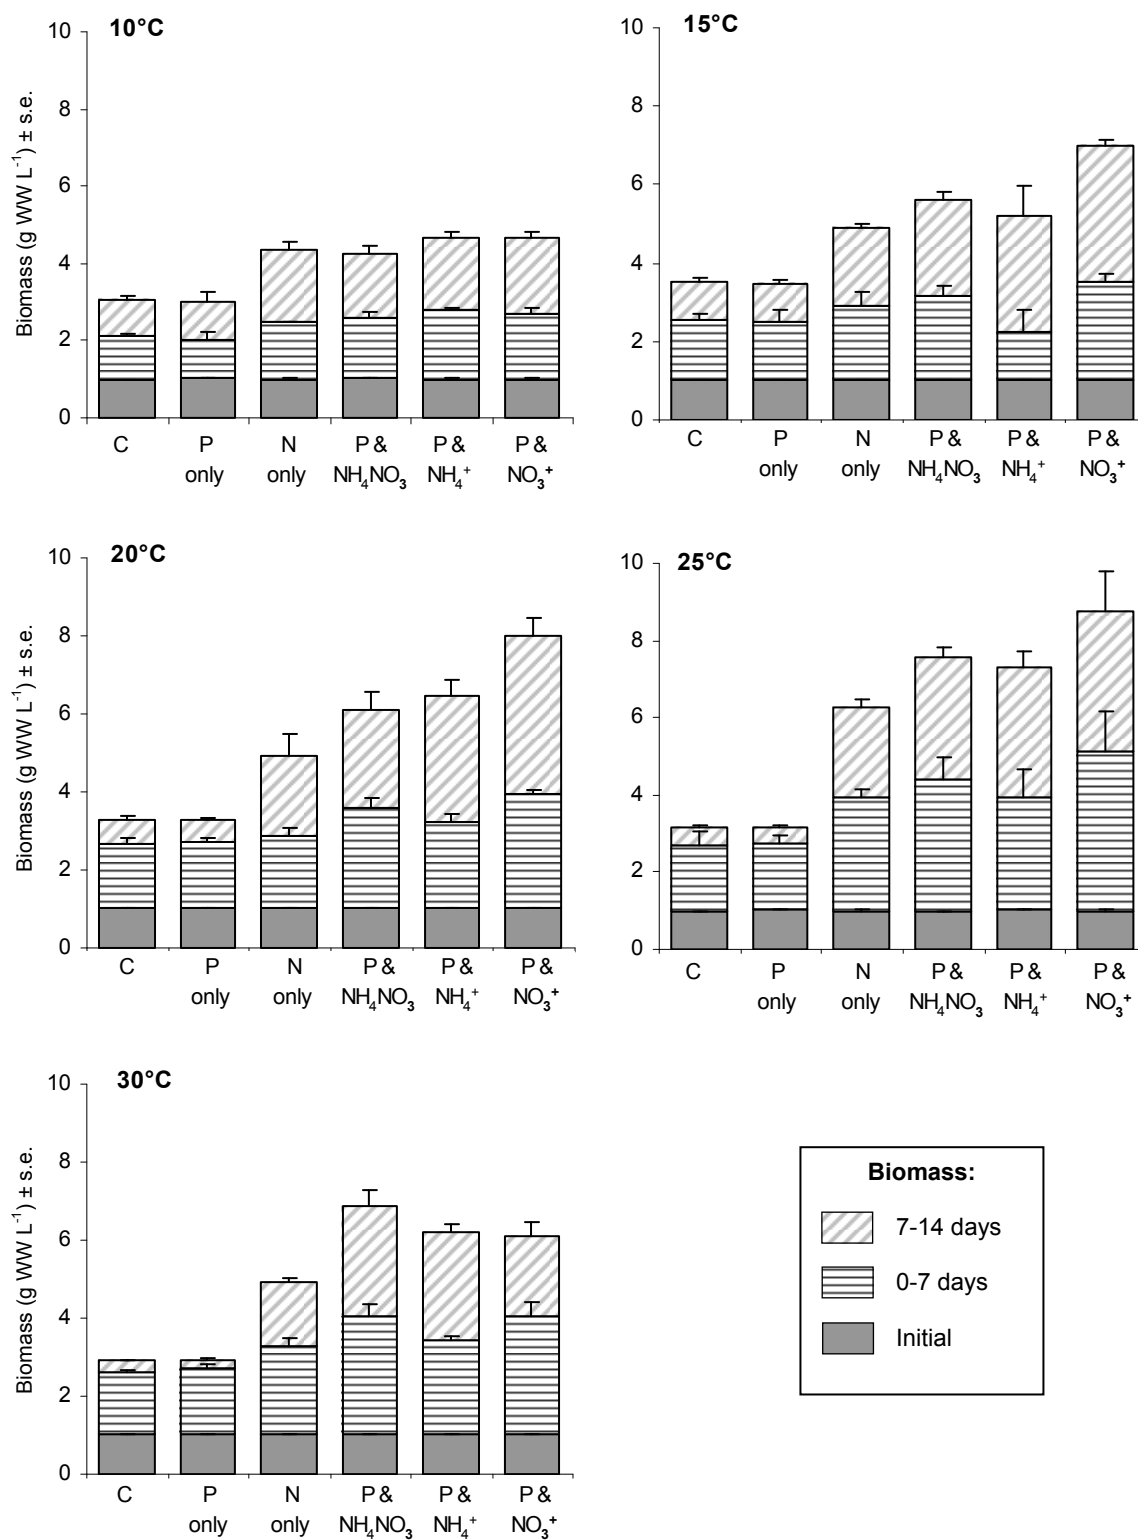 10°C
10
8
6
4
2
0
Biomass (g WW L⁻¹) ± s.e.
C P only N only P & NH₄NO₃ P & NH₄⁺ P & NO₃⁺
15°C
10
8
6
4
2
0
C P only N only P & NH₄NO₃ P & NH₄⁺ P & NO₃⁺
20°C
10
8
6
4
2
0
Biomass (g WW L⁻¹) ± s.e.
C P only N only P & NH₄NO₃ P & NH₄⁺ P & NO₃⁺
25°C
10
8
6
4
2
0
C P only N only P & NH₄NO₃ P & NH₄⁺ P & NO₃⁺
30°C
10
8
6
4
2
0
Biomass (g WW L⁻¹) ± s.e.
C P only N only P & NH₄NO₃ P & NH₄⁺ P & NO₃⁺
Biomass:
7-14 days
0-7 days
Initial